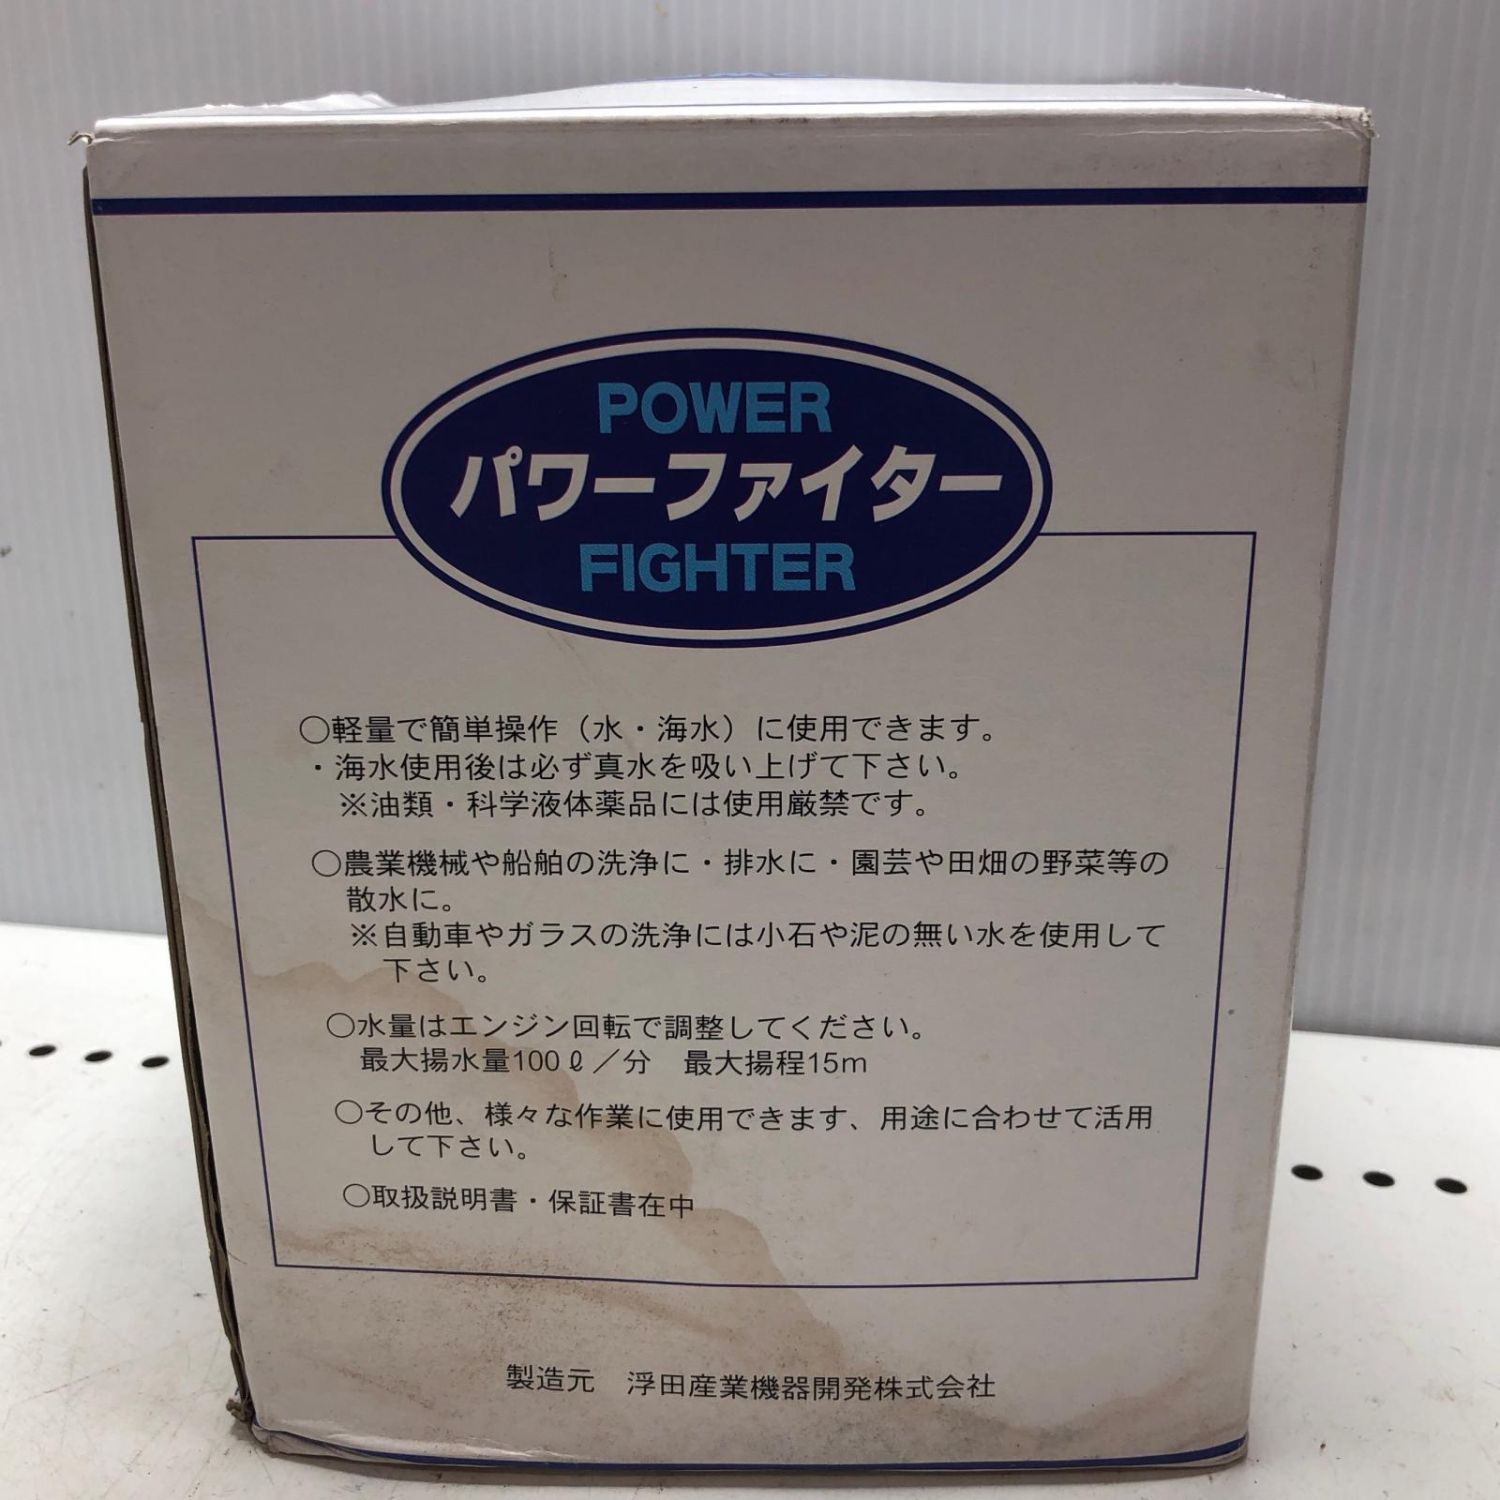 POWER
パワーファイター
FIGHTER
○軽量で簡単操作（水・海水）に使用できます。
・海水使用後は必ず真水を吸い上げて下さい。
※油類・科学液体薬品には使用厳禁です。
○農業機械や船舶の洗浄に・排水に・園芸や田畑の野菜等の
散水に。
※自動車やガラスの洗浄には小石や泥の無い水を使用して
下さい。
○水量はエンジン回転で調整してください。
最大揚水量100ℓ／分　最大揚程15m
○その他、様々な作業に使用できます、用途に合わせて活用
して下さい。
○取扱説明書・保証書在中
製造元　浮田産業機器開発株式会社